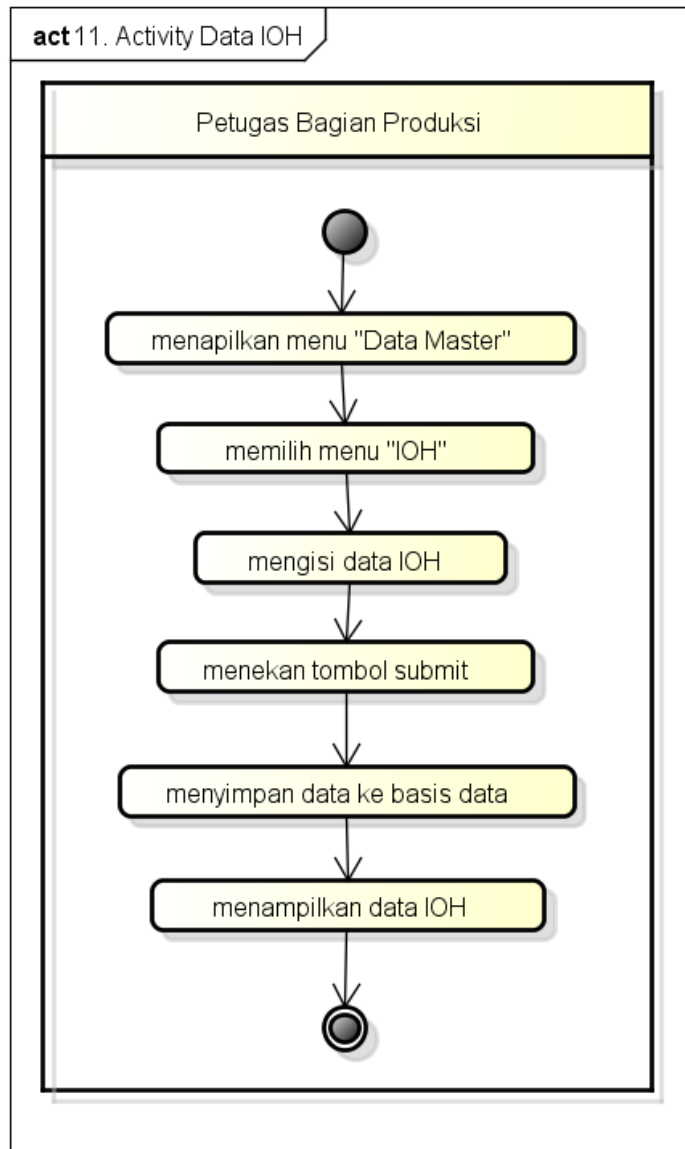 act 11. Activity Data IOH
Petugas Bagian Produksi
menapilkan menu "Data Master"
memilih menu "IOH"
mengisi data IOH
menekan tombol submit
menyimpan data ke basis data
menampilkan data IOH